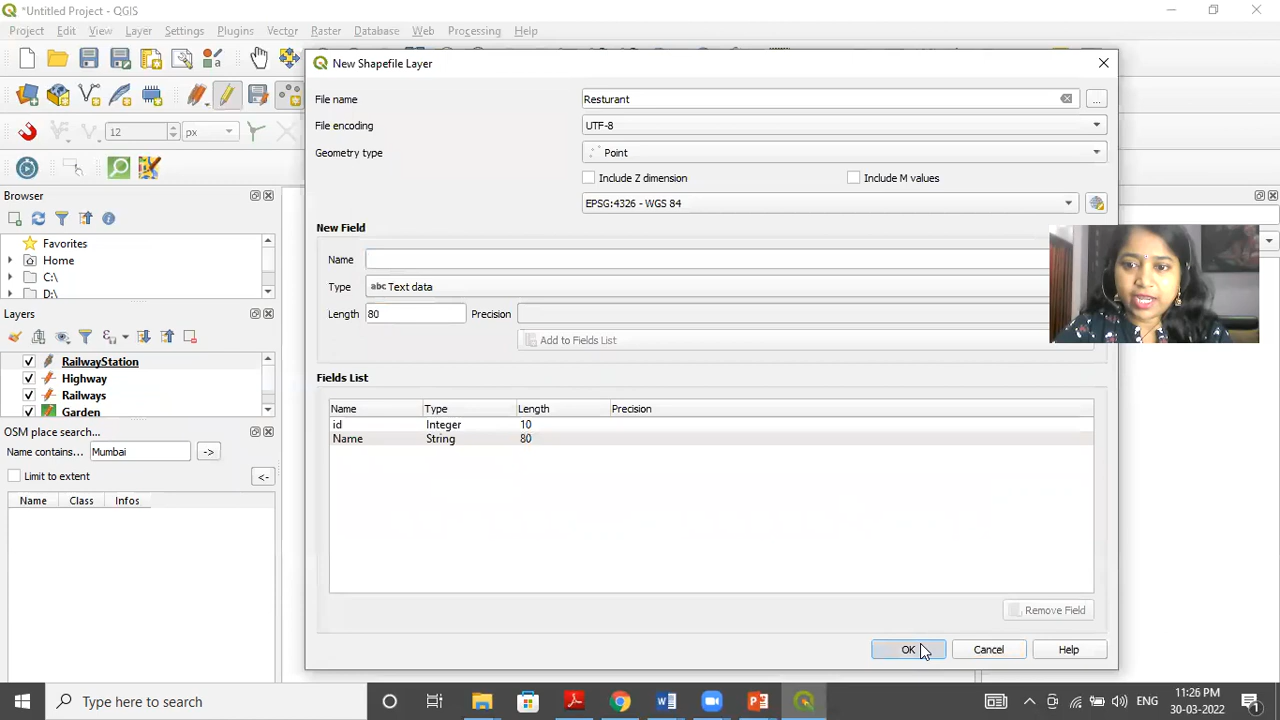 *Untitled Project - QGIS
Project Edit View Layer Settings Plugins Vector Raster Database Web Processing Help
New Shapefile Layer
File name Resturant ...
File encoding UTF-8
12 px
Geometry type Point
Include Z dimension Include M values
EPSG:4326 - WGS 84
Browser
New Field
Favorites
Home
Name
C:\
Type abc Text data
D:\
Length 80 Precision
Layers
Add to Fields List
RailwayStation
Highway
Fields List
Railways
Garden
Name Type Length Precision
id Integer 10
OSM place search...
Name String 80
Name contains... Mumbai ->
Limit to extent <-
Name Class Infos
Remove Field
OK Cancel Help
Type here to search
ENG
11:26 PM
30-03-2022
1